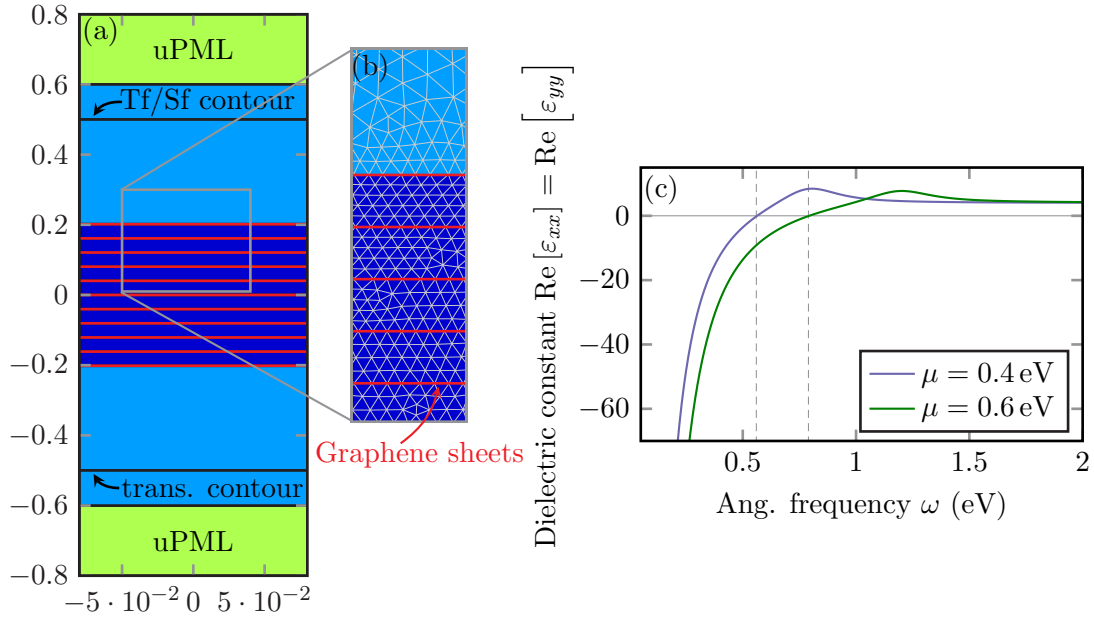 (a)
uPML
Tf/Sf contour
trans. contour
uPML
0.8
0.6
0.4
0.2
0
−0.2
−0.4
−0.6
−0.8
−5 · 10⁻² 0 5 · 10⁻²
(b)
Graphene sheets
Dielectric constant Re [εxx] = Re [εyy]
(c)
0
−20
−40
−60
μ = 0.4 eV
μ = 0.6 eV
0.5 1 1.5 2
Ang. frequency ω (eV)